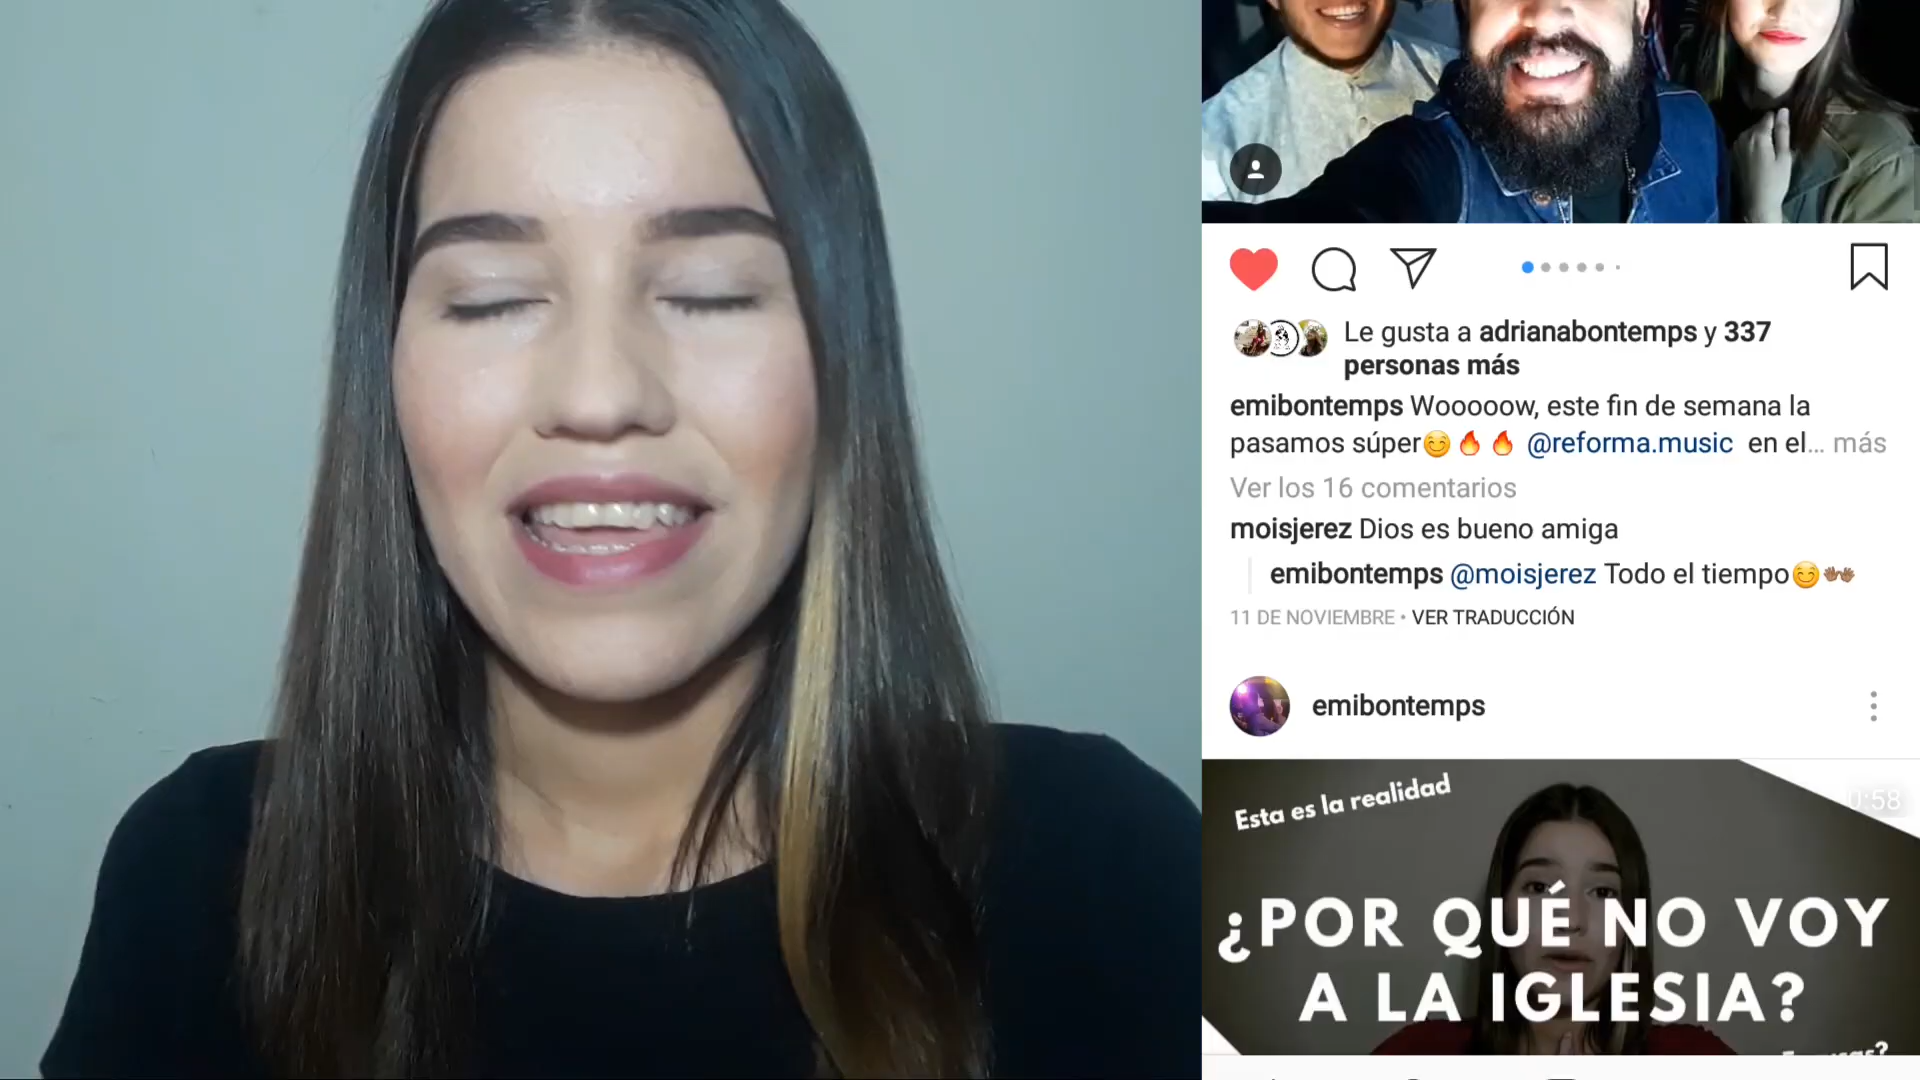 Le gusta a adrianabontemps y 337
personas más
emibontemps Wooooow, este fin de semana la
pasamos súper😊🔥🔥 @reforma.music en el... más
Ver los 16 comentarios
moisjerez Dios es bueno amiga
emibontemps @moisjerez Todo el tiempo😊👐🏽
11 DE NOVIEMBRE • VER TRADUCCIÓN
emibontemps
0:58
Esta es la realidad
¿POR QUÉ NO VOY
A LA IGLESIA?